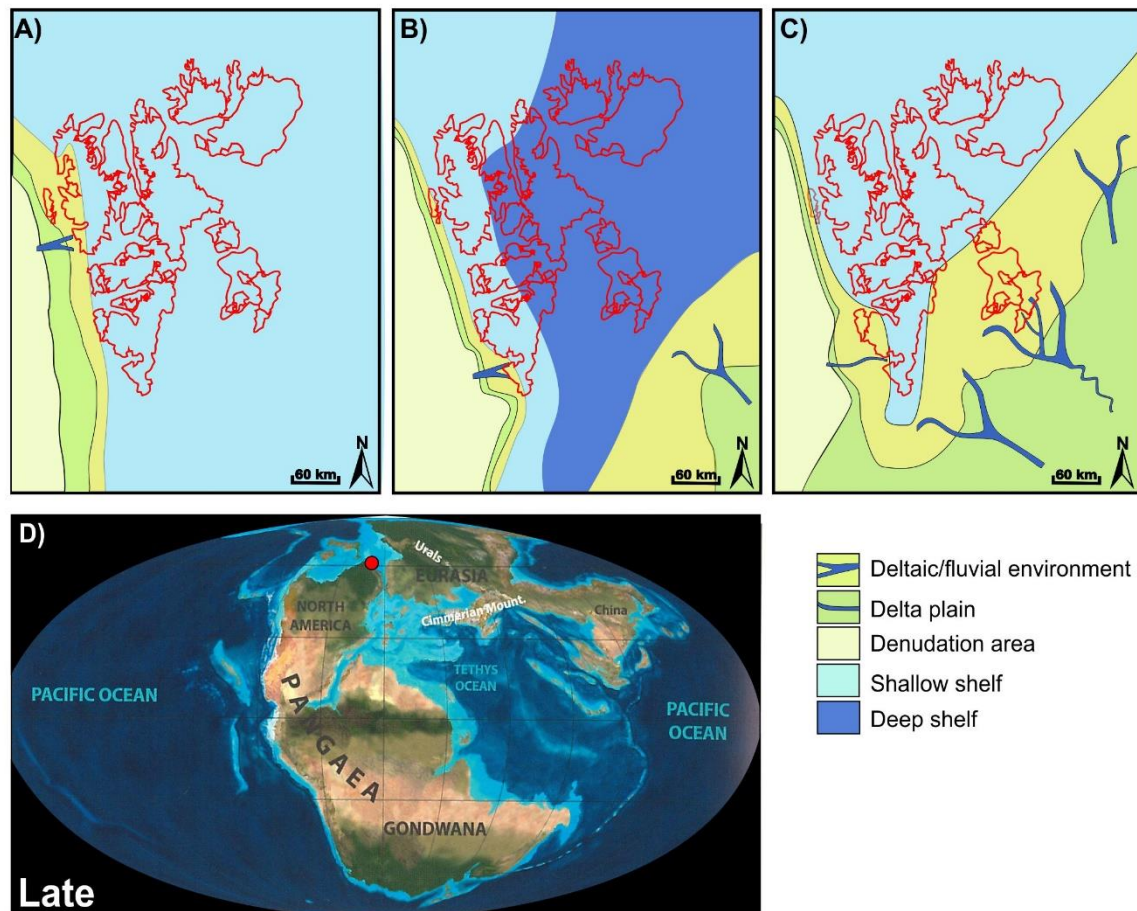 A)
B)
C)
N
60 km
N
60 km
N
60 km
D)
Urals
EURASIA
NORTH
AMERICA
Cimmerian Mount.
China
TETHYS
OCEAN
PACIFIC OCEAN
PANGAEA
PACIFIC
OCEAN
GONDWANA
Late
Deltaic/fluvial environment
Delta plain
Denudation area
Shallow shelf
Deep shelf